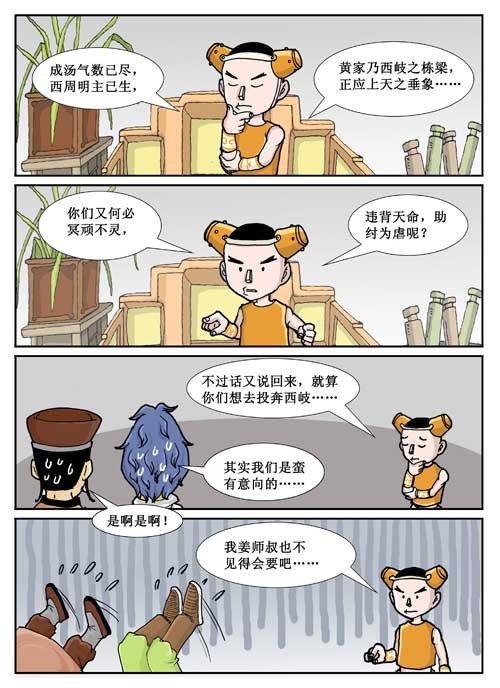 成汤气数已尽，
西周明主已生，
黄家乃西岐之栋梁，
正应上天之垂象……
你们又何必
冥顽不灵，
违背天命，助
纣为虐呢？
不过话又说回来，就算
你们想去投奔西岐……
其实我们是蛮
有意向的……
是啊是啊！
我姜师叔也不
见得会要吧……